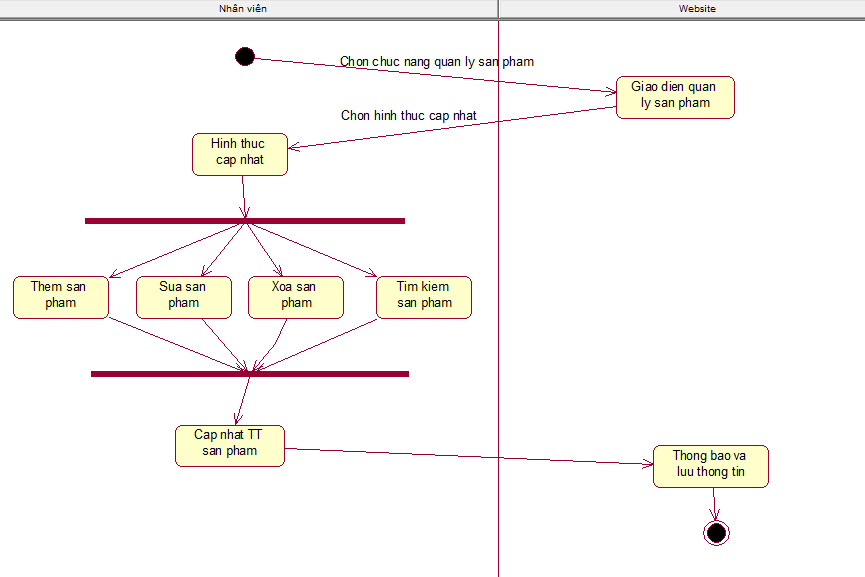 Nhân viên
Website
Chon chuc nang quan ly san pham
Giao dien quan
ly san pham
Chon hinh thuc cap nhat
Hinh thuc
cap nhat
Them san
pham
Sua san
pham
Xoa san
pham
Tim kiem
san pham
Cap nhat TT
san pham
Thong bao va
luu thong tin